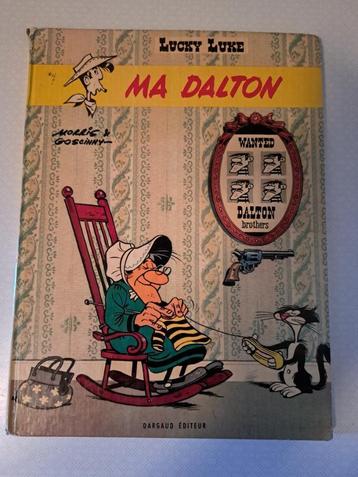 LUCKY LUKE
MA DALTON
MORRIS &
GOSCINNY
WANTED
DALTON
brothers
DARGAUD ÉDITEUR